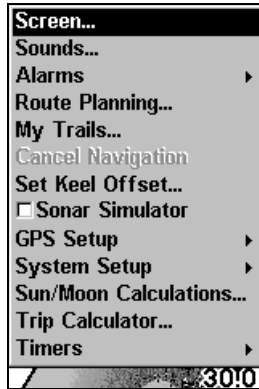 Screen...
Sounds...
Alarms
Route Planning...
My Trails...
Cancel Navigation
Set Keel Offset...
Sonar Simulator
GPS Setup
System Setup
Sun/Moon Calculations...
Trip Calculator...
Timers